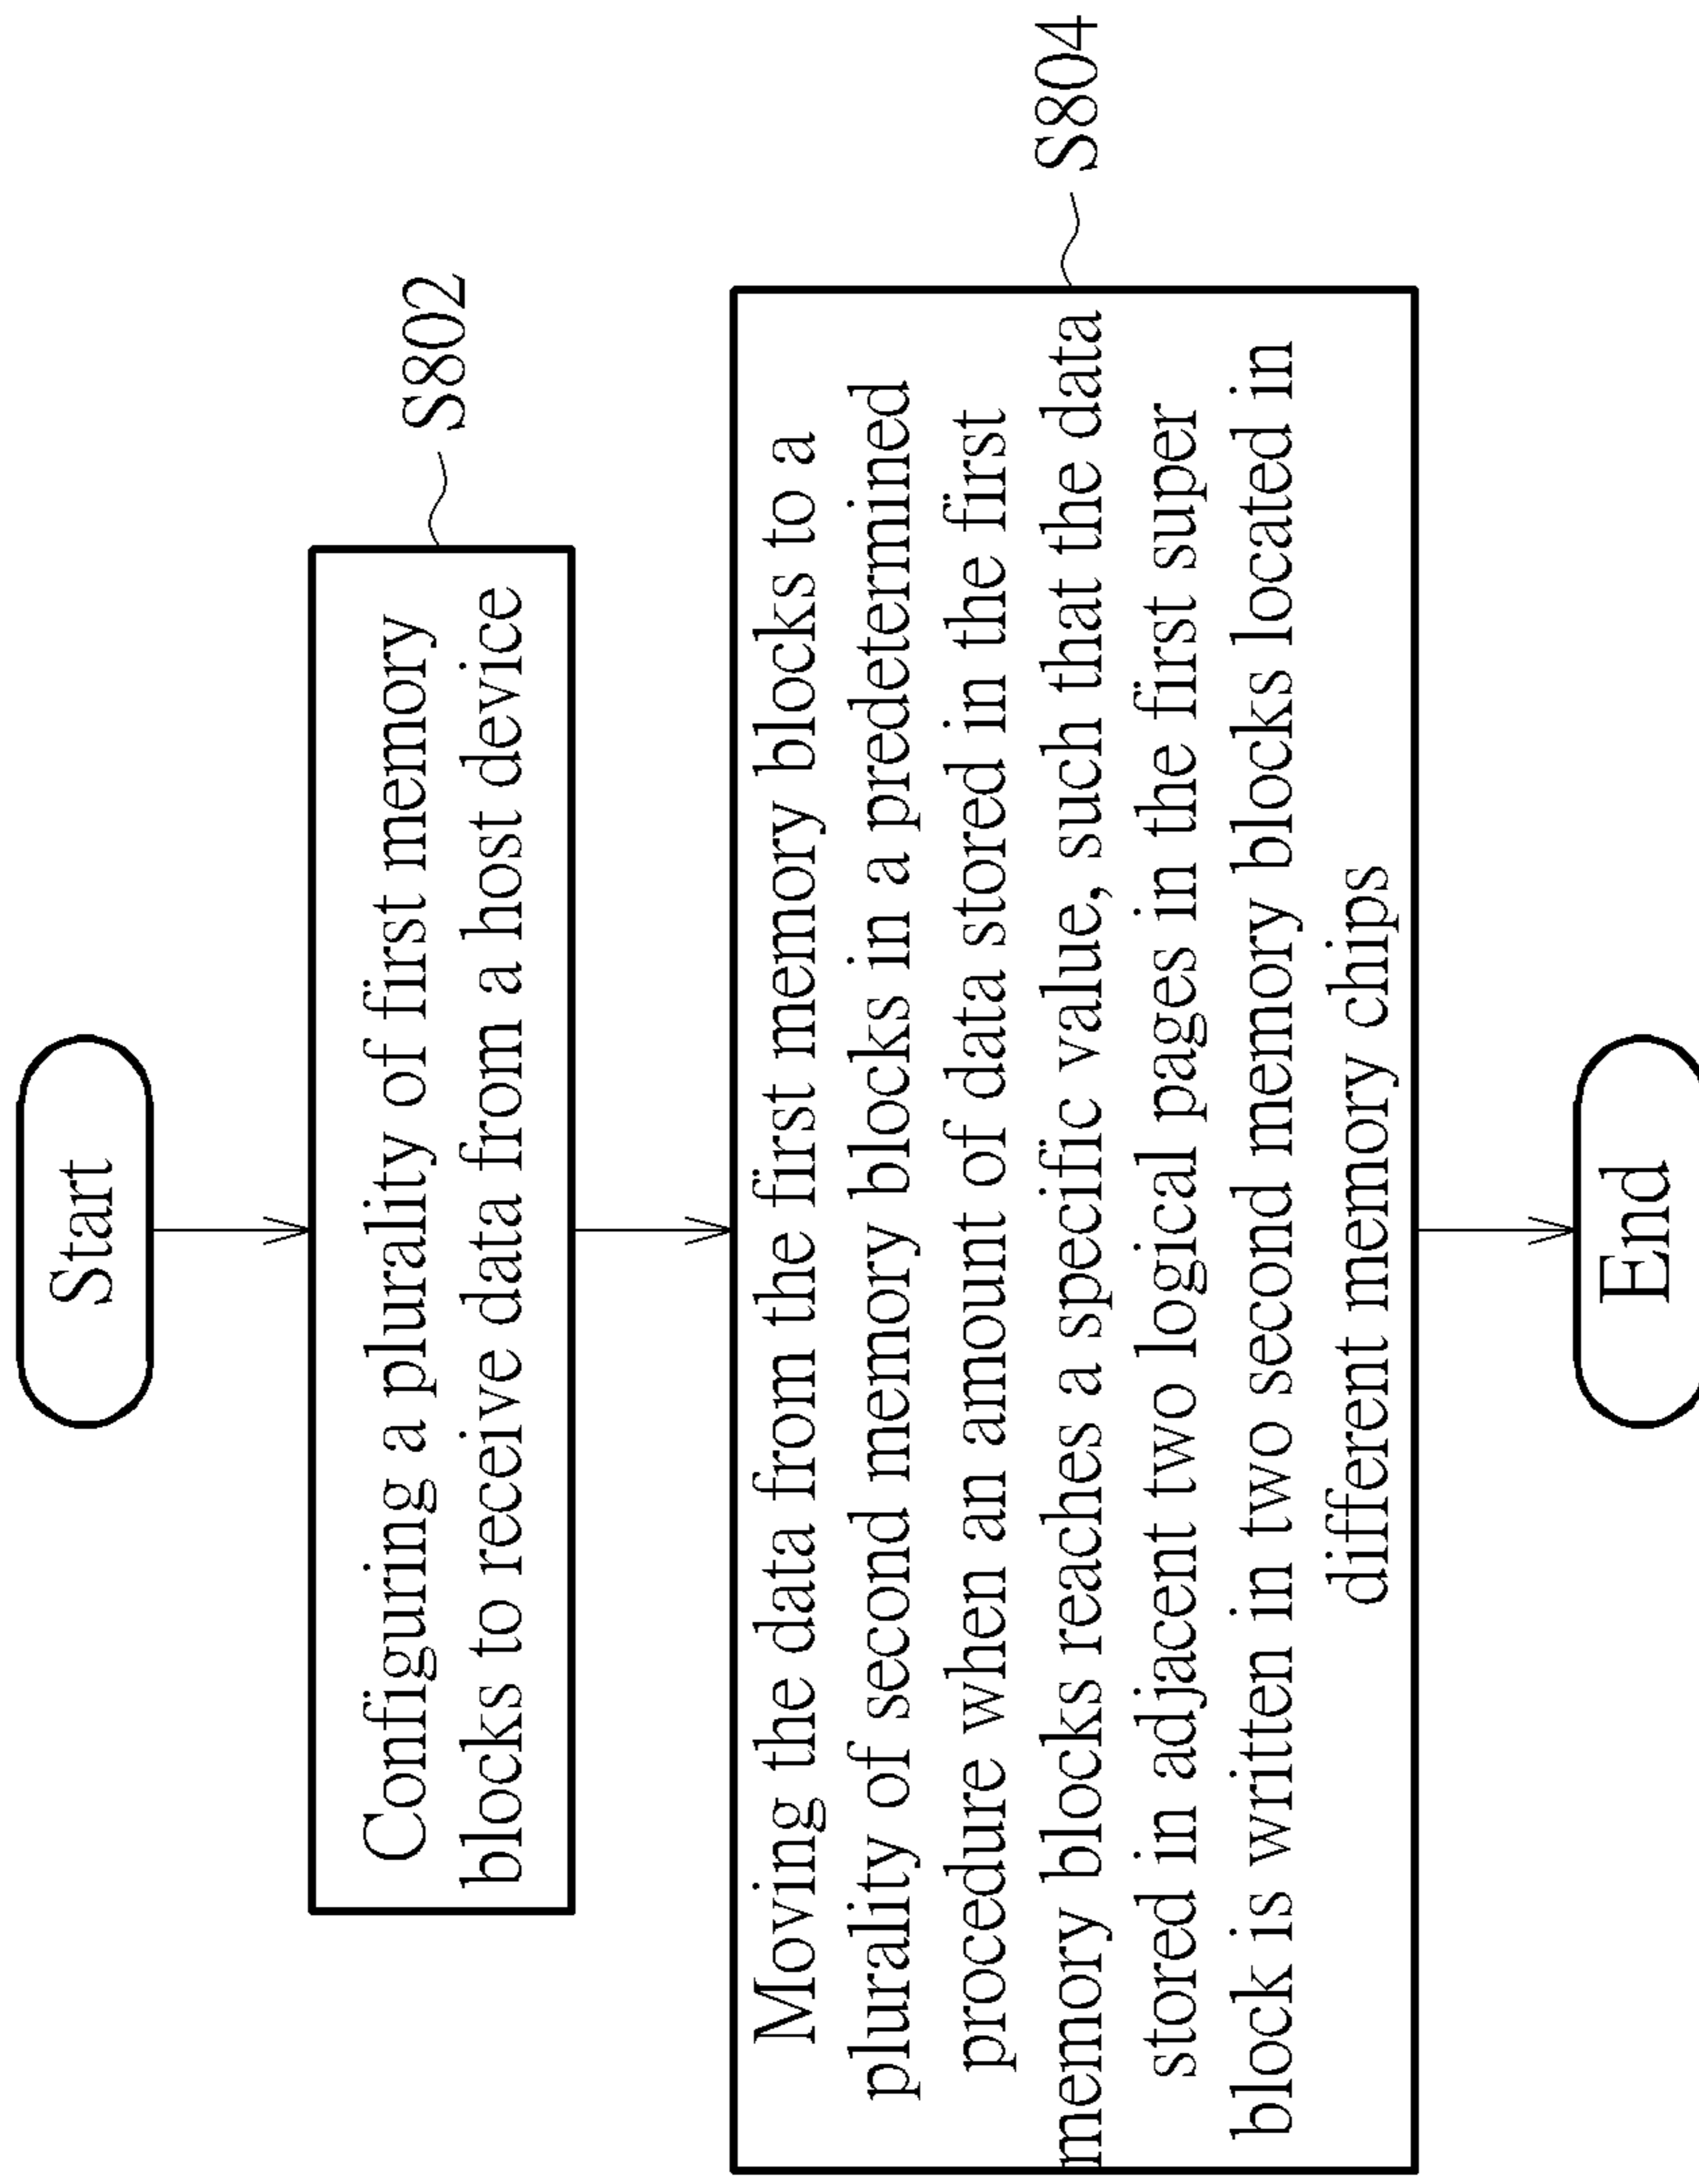 Start
Configuring a plurality of first memory
blocks to receive data from a host device
S802
Moving the data from the first memory blocks to a
plurality of second memory blocks in a predetermined
procedure when an amount of data stored in the first
memory blocks reaches a specific value, such that the data
stored in adjacent two logical pages in the first super
block is written in two second memory blocks located in
different memory chips
S804
End